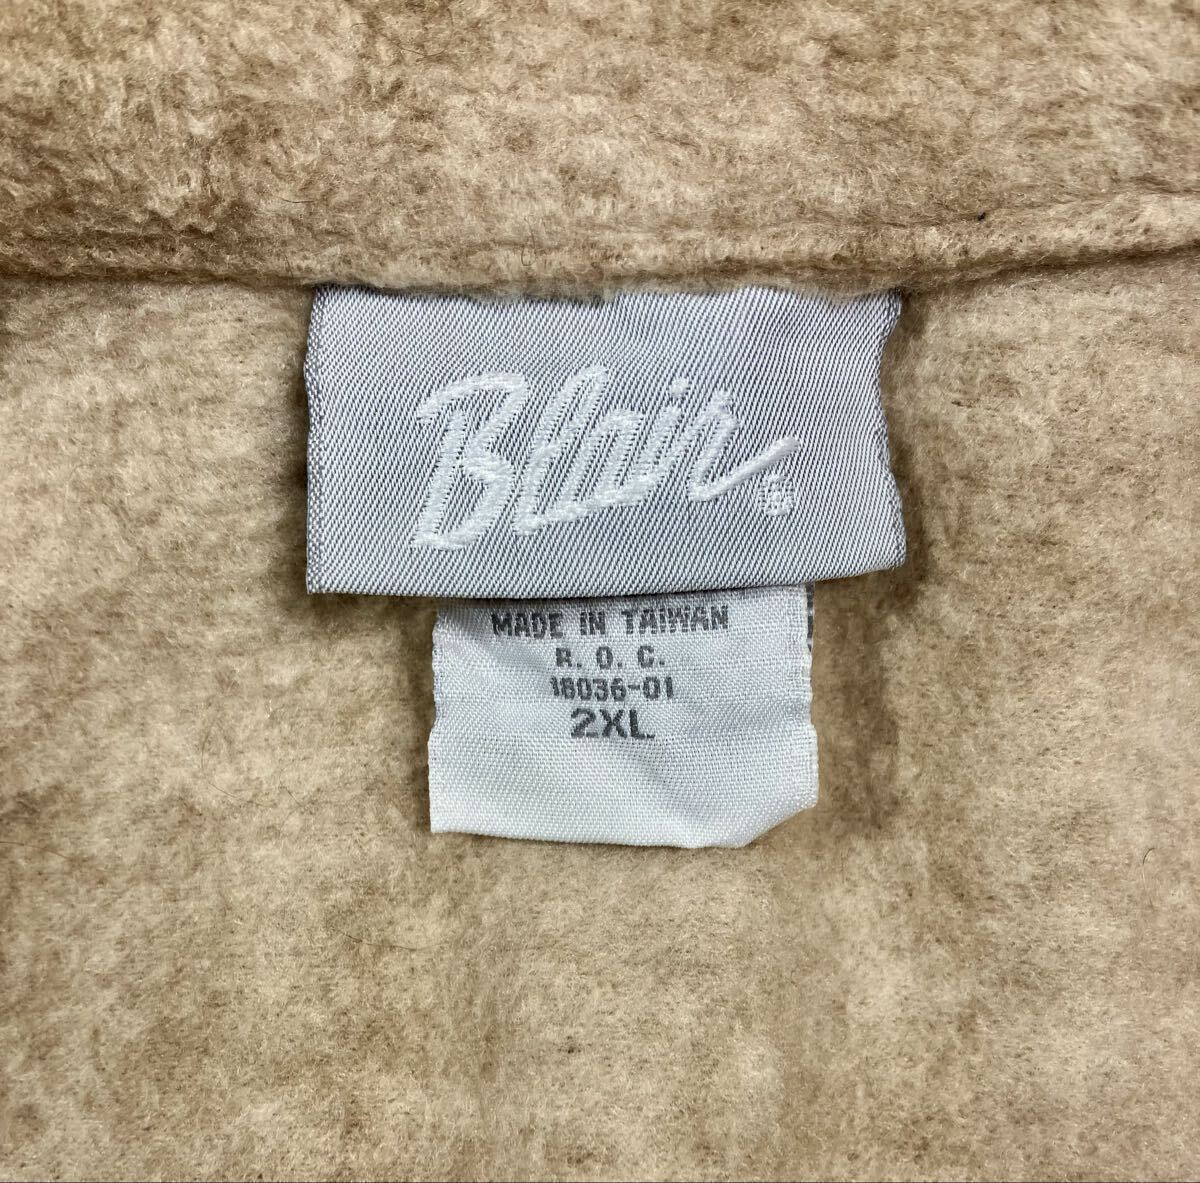 Blair®
MADE IN TAIWAN
R. O. C.
18036-01
2XL